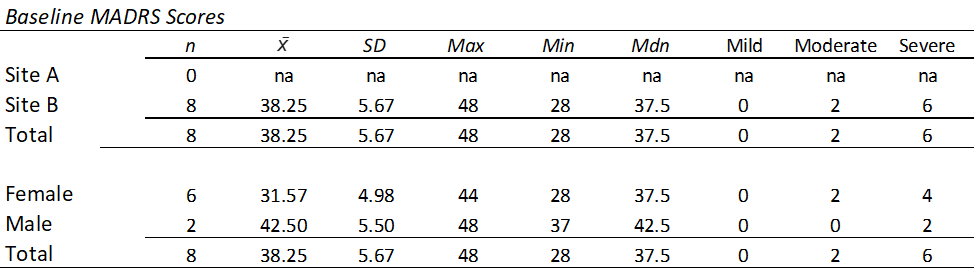 Baseline MADRS Scores
n x̄ SD Max Min Mdn Mild Moderate Severe
Site A 0 na na na na na na na na
Site B 8 38.25 5.67 48 28 37.5 0 2 6
Total 8 38.25 5.67 48 28 37.5 0 2 6
Female 6 31.57 4.98 44 28 37.5 0 2 4
Male 2 42.50 5.50 48 37 42.5 0 0 2
Total 8 38.25 5.67 48 28 37.5 0 2 6